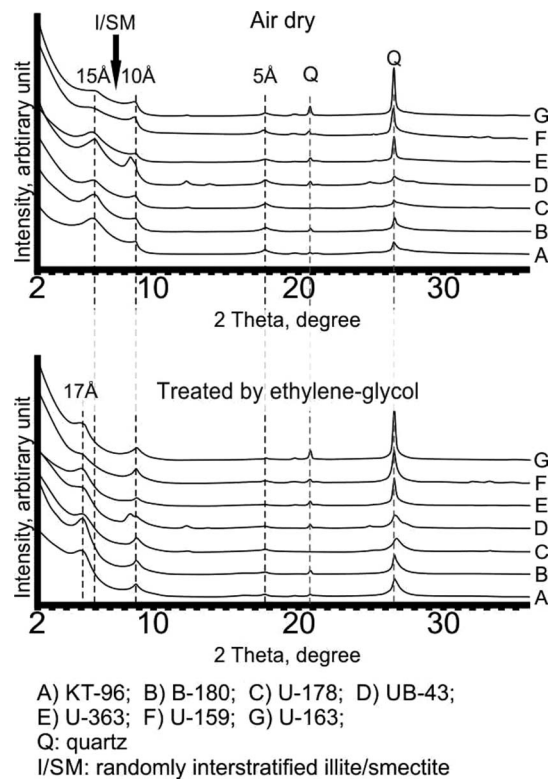 I/SM
Air dry
15Å 10Å 5Å Q Q
Intensity, arbtirary unit
G
F
E
D
C
B
A
2 10 20 30
2 Theta, degree
17Å Treated by ethylene-glycol
Intensity, arbtirary unit
G
F
E
D
C
B
A
2 10 20 30
2 Theta, degree
A) KT-96; B) B-180; C) U-178; D) UB-43;
E) U-363; F) U-159; G) U-163;
Q: quartz
I/SM: randomly interstratified illite/smectite